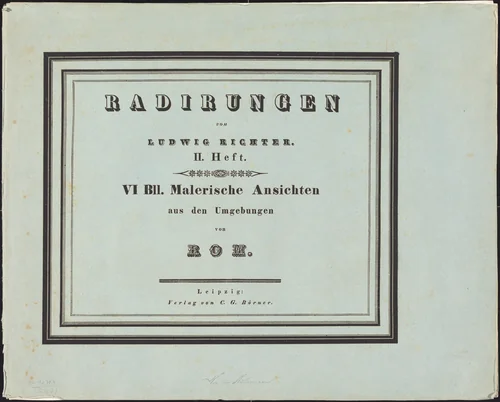 RADIRUNGEN
von
LUDWIG RICHTER.
II. Heft.
VI Bll. Malerische Ansichten
aus den Umgebungen
von
ROM.
Leipzig:
Verlag von C. G. Börner.